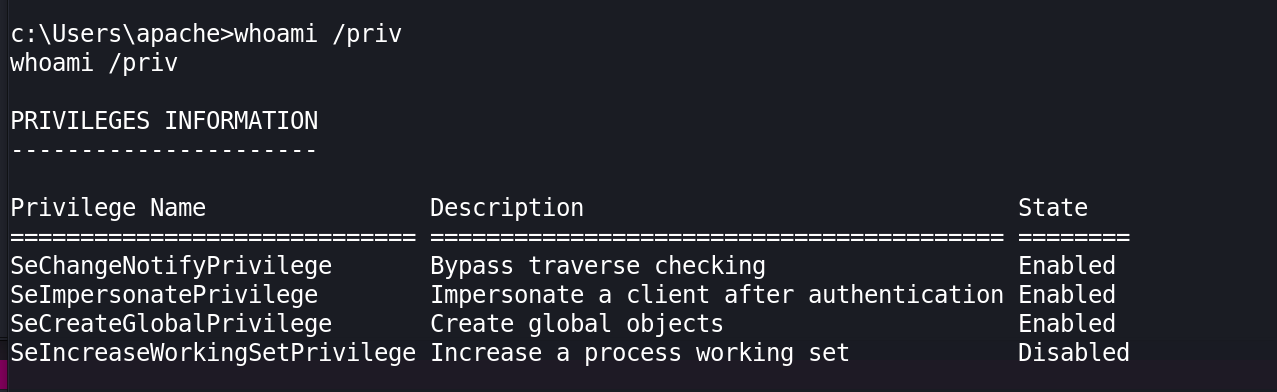 c:\Users\apache>whoami /priv
whoami /priv
PRIVILEGES INFORMATION
----------------------
Privilege Name                Description                               State
============================= ========================================= ========
SeChangeNotifyPrivilege       Bypass traverse checking                  Enabled
SeImpersonatePrivilege        Impersonate a client after authentication Enabled
SeCreateGlobalPrivilege       Create global objects                     Enabled
SeIncreaseWorkingSetPrivilege Increase a process working set            Disabled